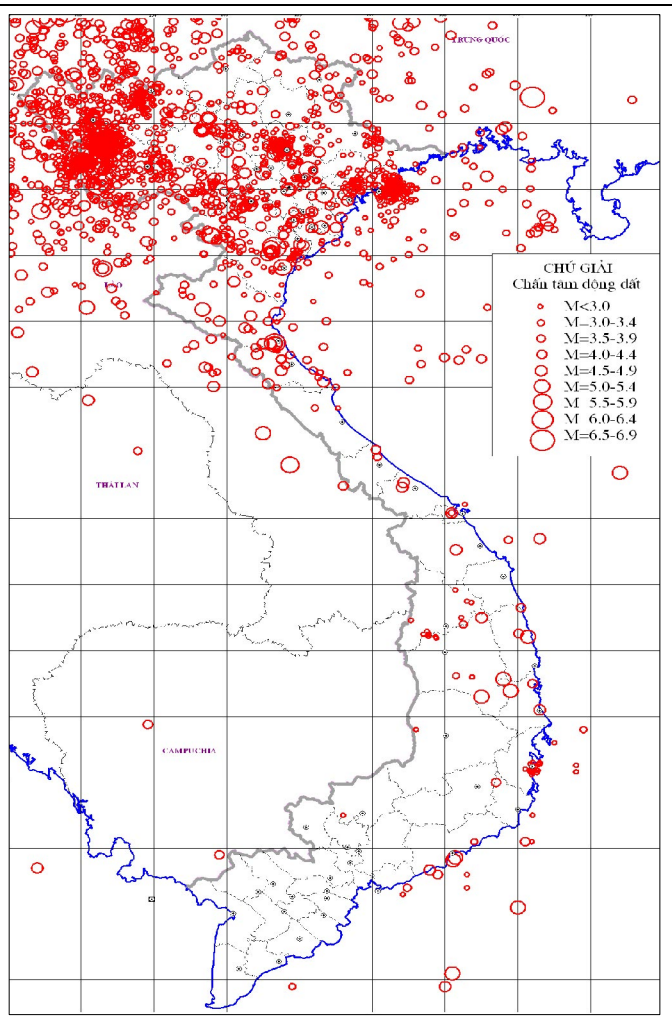 TRUNG QUỐC
LÀO
CHÚ GIẢI
Chấn tâm động đất
M<3.0
M=3.0-3.4
M=3.5-3.9
M=4.0-4.4
M=4.5-4.9
M=5.0-5.4
M 5.5-5.9
M 6.0-6.4
M=6.5-6.9
THÁI LAN
CAMPUCHIA